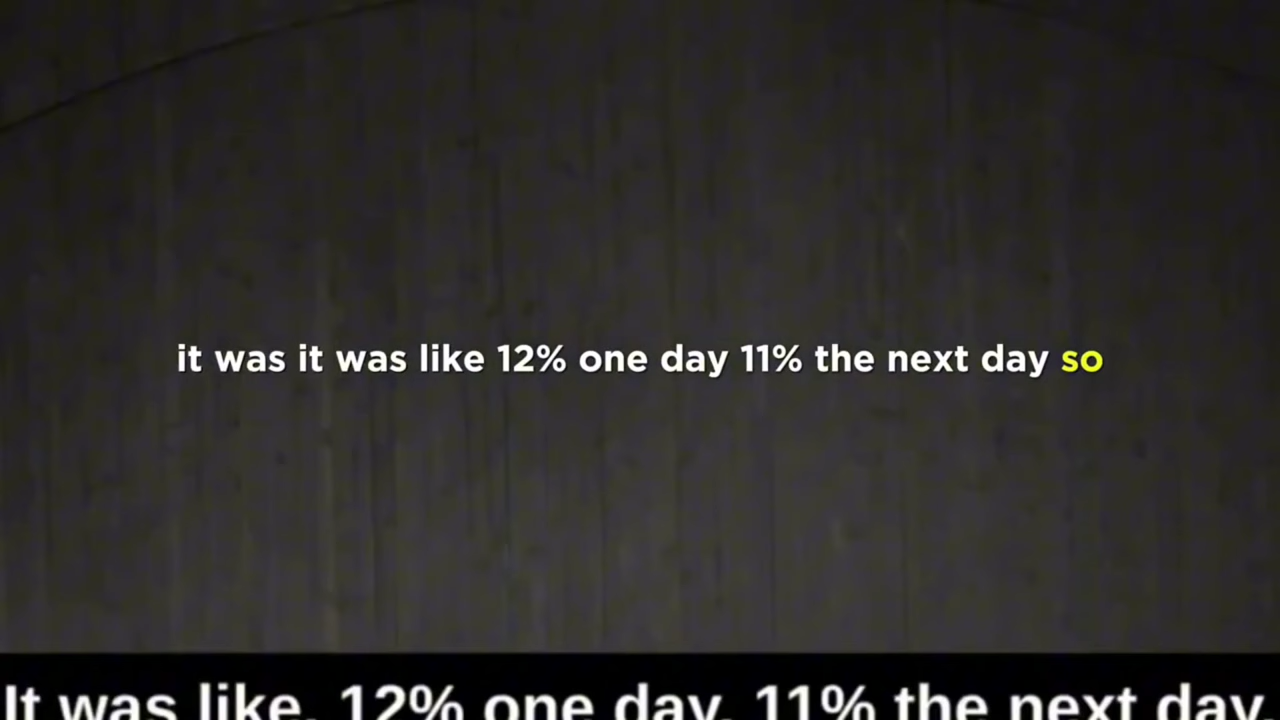 it was it was like 12% one day 11% the next day so
It was like, 12% one day, 11% the next day.